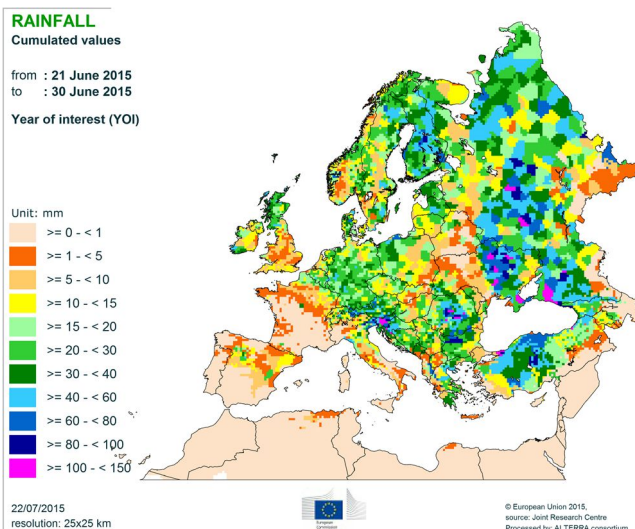 RAINFALL
Cumulated values
from : 21 June 2015
to : 30 June 2015
Year of interest (YOI)
Unit: mm
>= 0 - < 1
>= 1 - < 5
>= 5 - < 10
>= 10 - < 15
>= 15 - < 20
>= 20 - < 30
>= 30 - < 40
>= 40 - < 60
>= 60 - < 80
>= 80 - < 100
>= 100 - < 150
22/07/2015
resolution: 25x25 km
European
Commission
© European Union 2015,
source: Joint Research Centre
Processed by: ALTERRA consortium